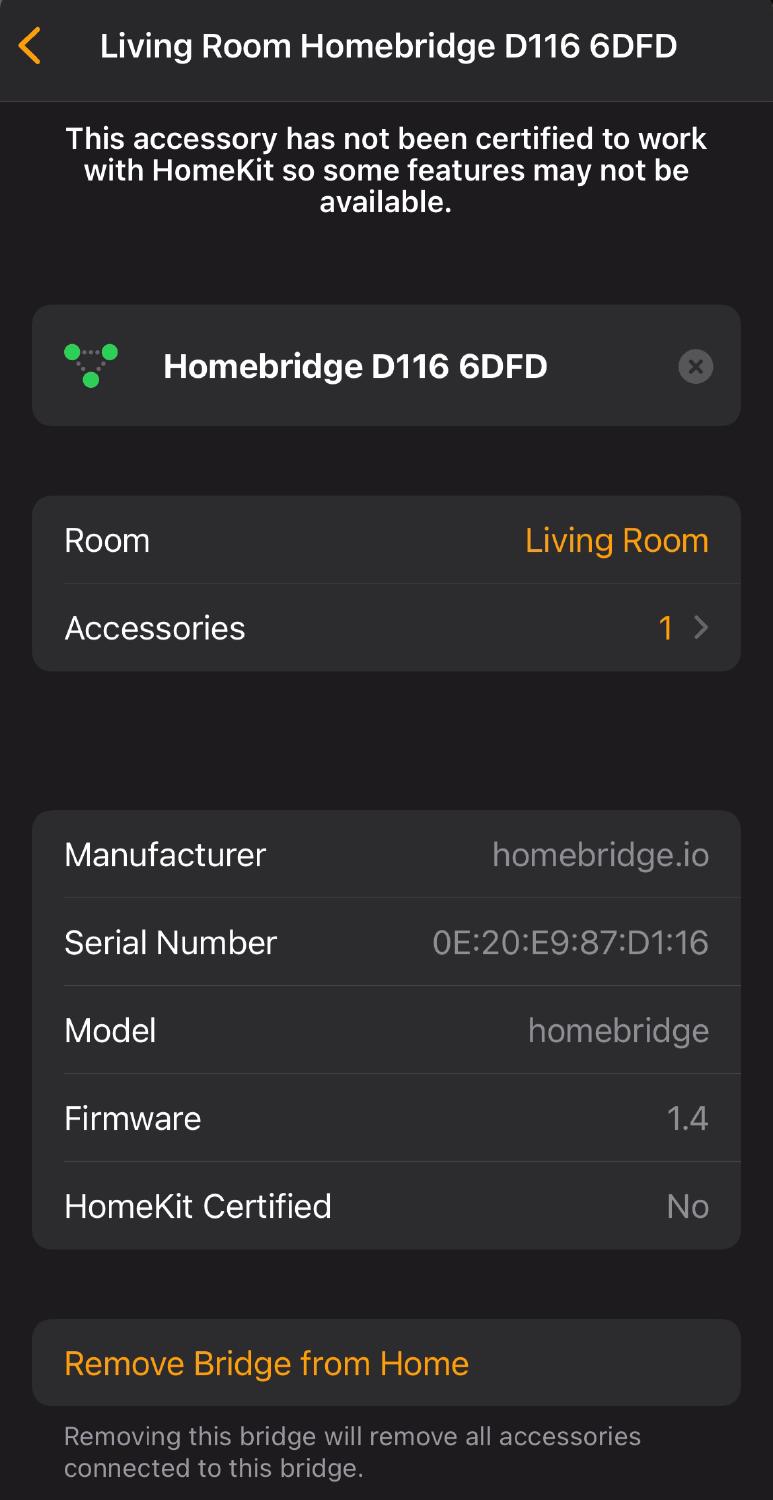 Living Room Homebridge D116 6DFD
This accessory has not been certified to work
with HomeKit so some features may not be
available.
Homebridge D116 6DFD
Room Living Room
Accessories 1
Manufacturer homebridge.io
Serial Number 0E:20:E9:87:D1:16
Model homebridge
Firmware 1.4
HomeKit Certified No
Remove Bridge from Home
Removing this bridge will remove all accessories
connected to this bridge.